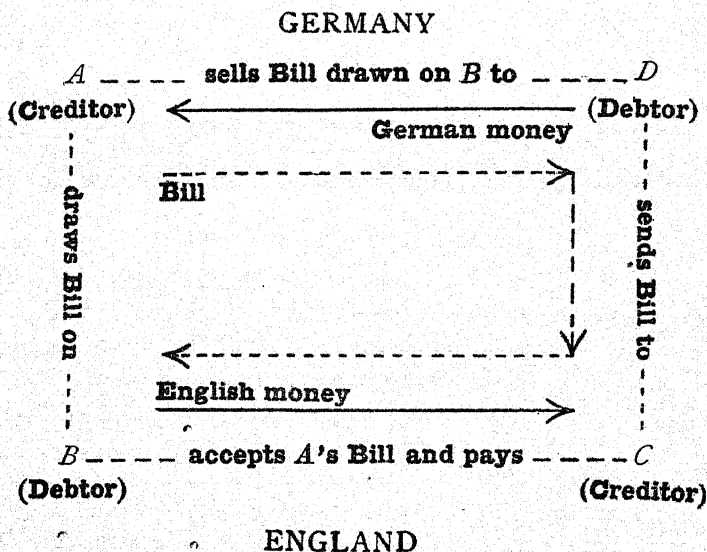 GERMANY
A ---- sells Bill drawn on B to ---- D
(Creditor)
(Debtor)
German money
Bill
draws Bill on
sends Bill to
English money
B ---- accepts A's Bill and pays ---- C
(Debtor)
(Creditor)
ENGLAND